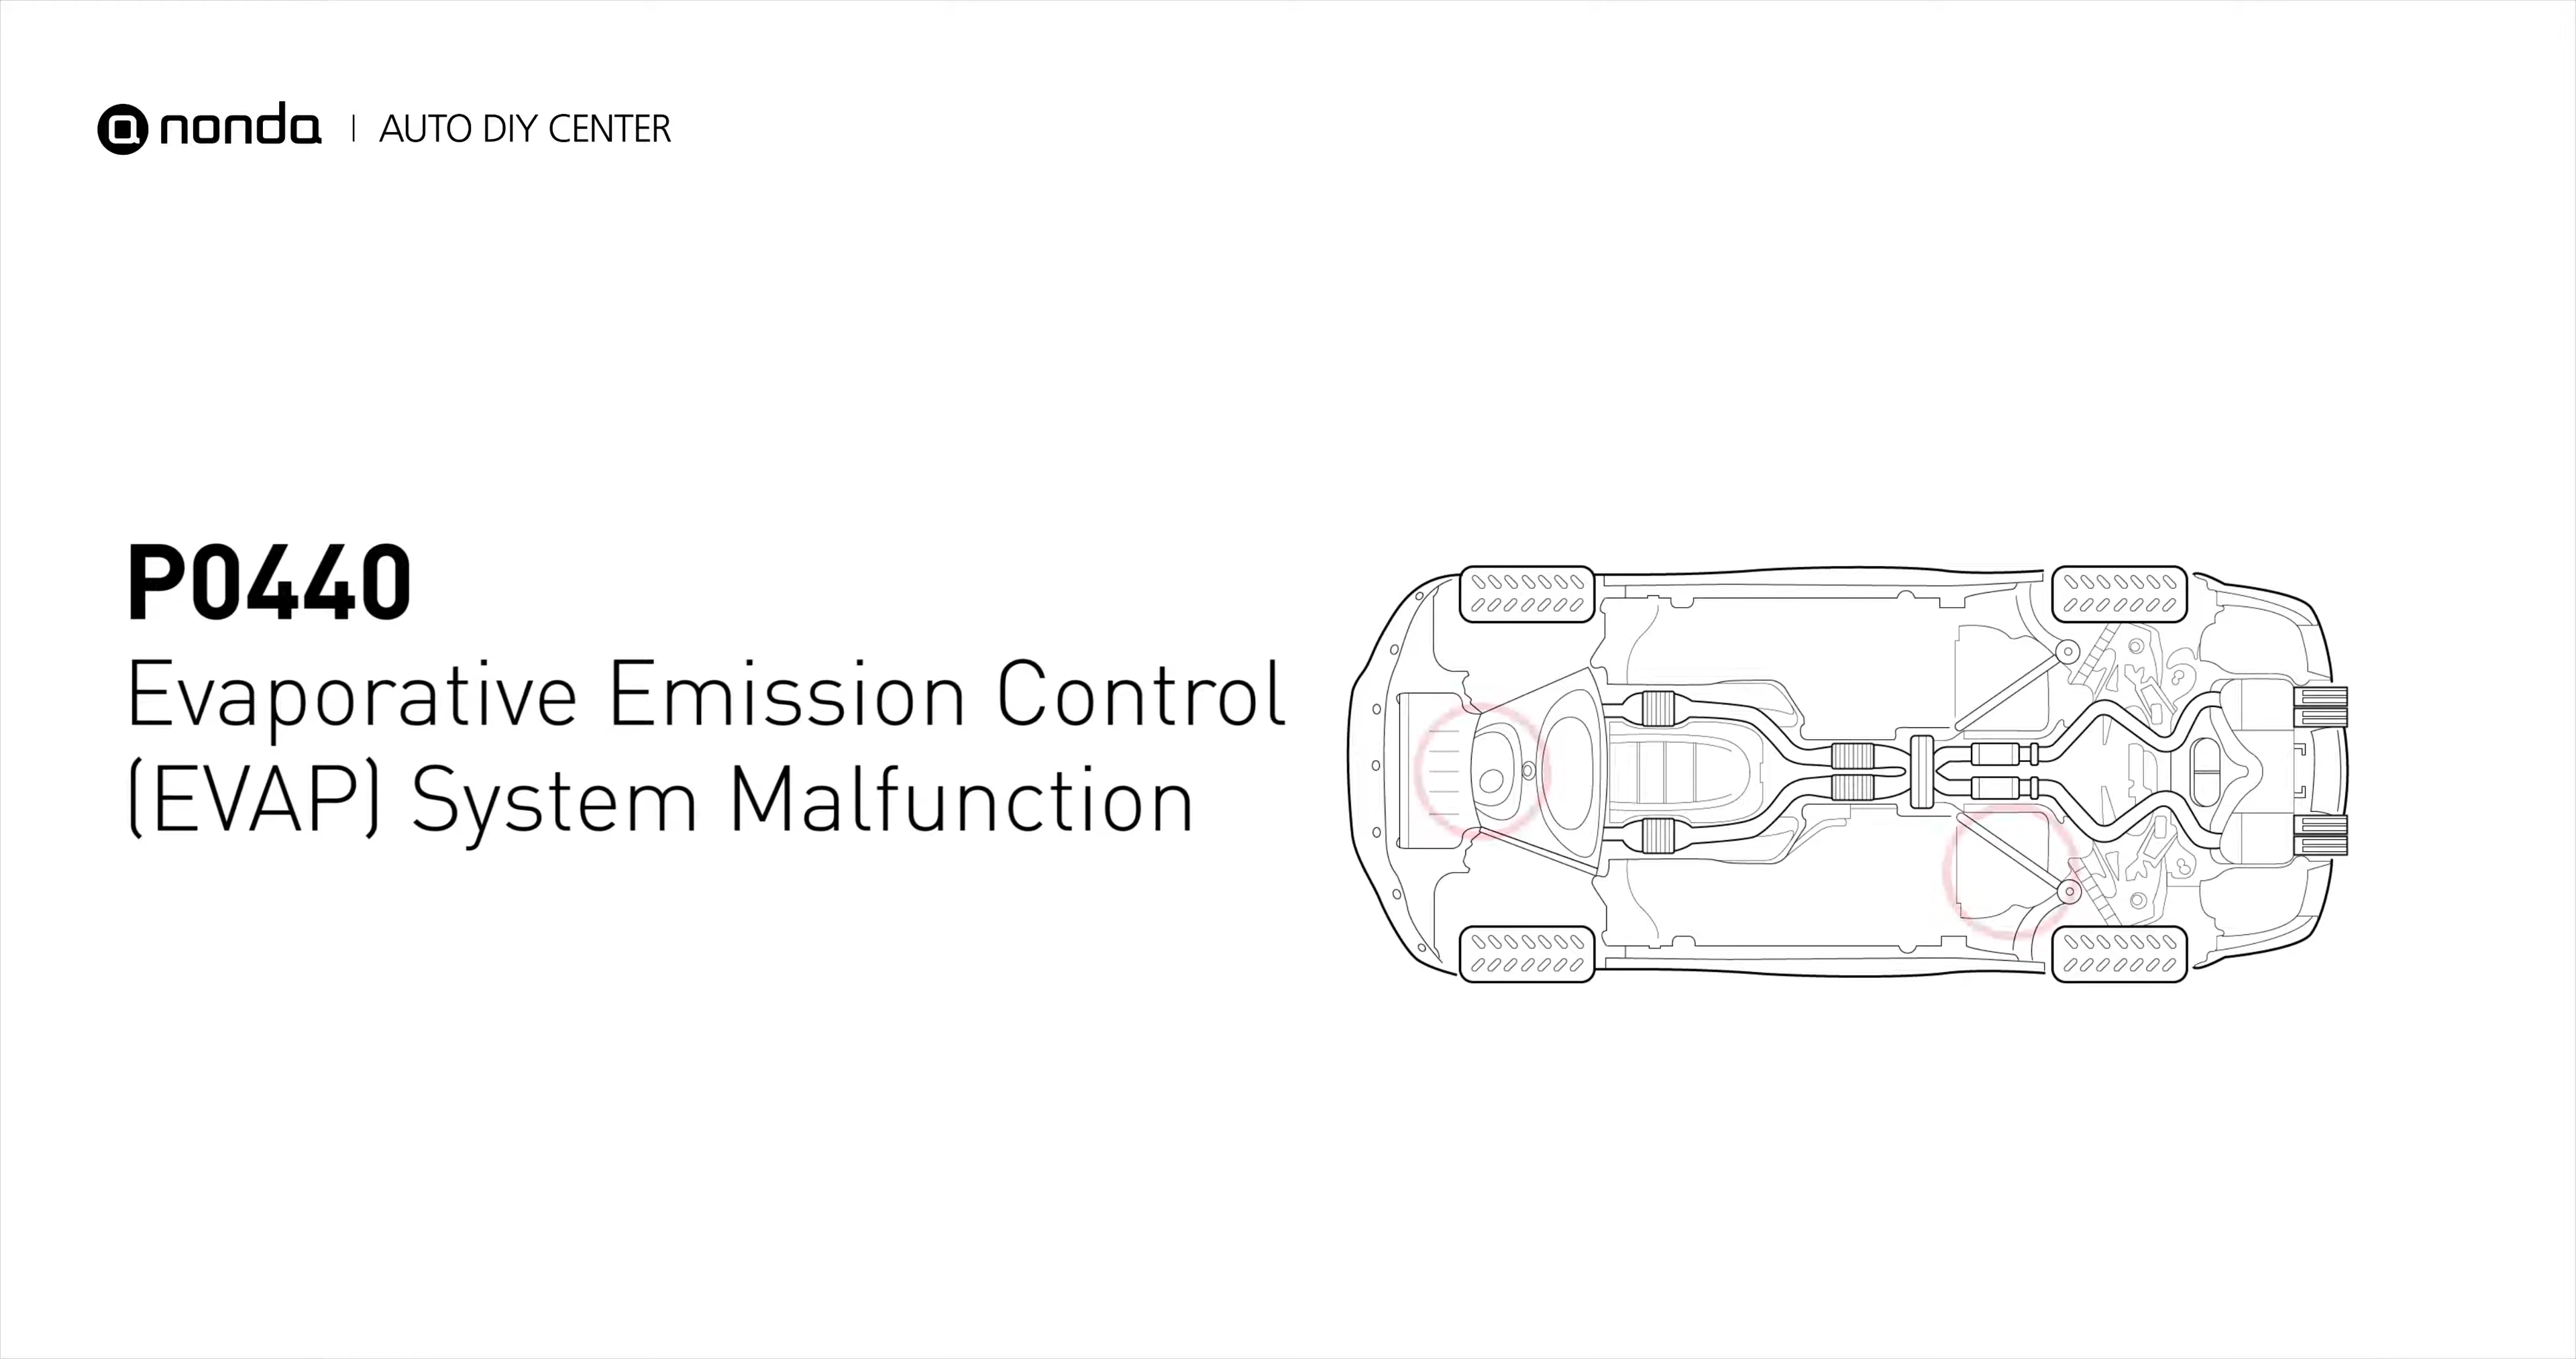 nonda | AUTO DIY CENTER
P0440
Evaporative Emission Control
(EVAP) System Malfunction